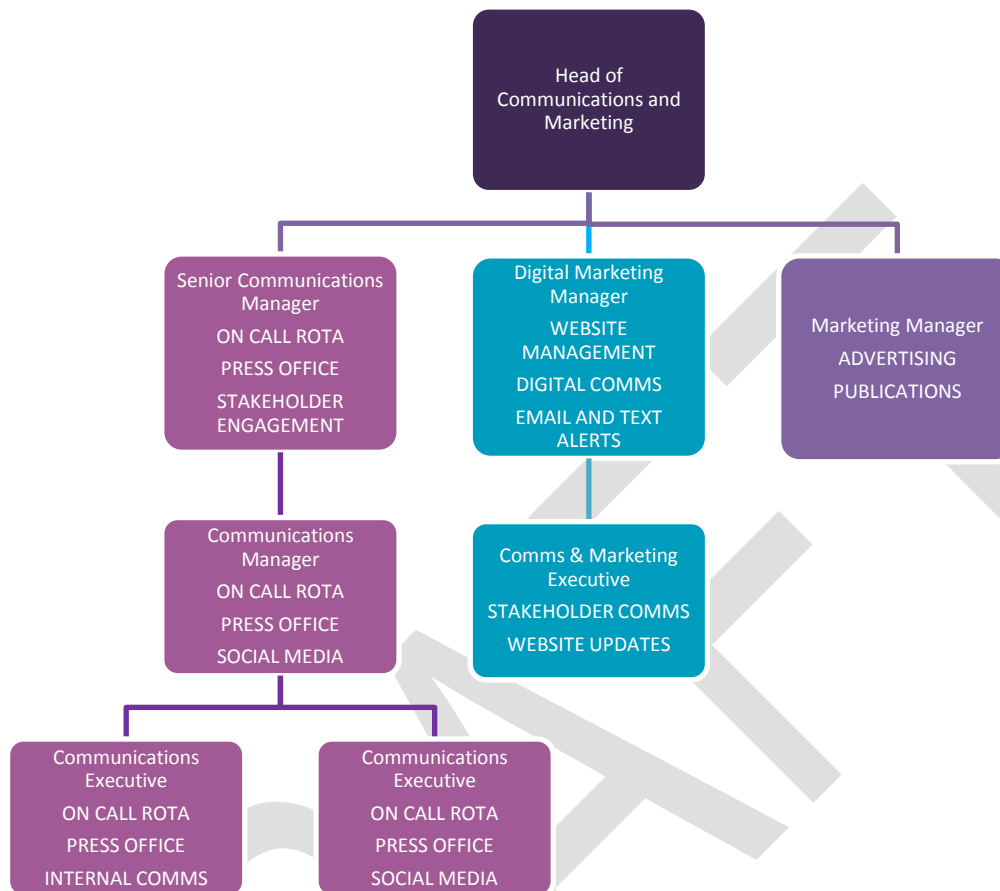 Head of
Communications and
Marketing
Senior Communications
Manager
ON CALL ROTA
PRESS OFFICE
STAKEHOLDER
ENGAGEMENT
Digital Marketing
Manager
WEBSITE
MANAGEMENT
DIGITAL COMMS
EMAIL AND TEXT
ALERTS
Marketing Manager
ADVERTISING
PUBLICATIONS
Communications
Manager
ON CALL ROTA
PRESS OFFICE
SOCIAL MEDIA
Comms & Marketing
Executive
STAKEHOLDER COMMS
WEBSITE UPDATES
Communications
Executive
ON CALL ROTA
PRESS OFFICE
INTERNAL COMMS
Communications
Executive
ON CALL ROTA
PRESS OFFICE
SOCIAL MEDIA